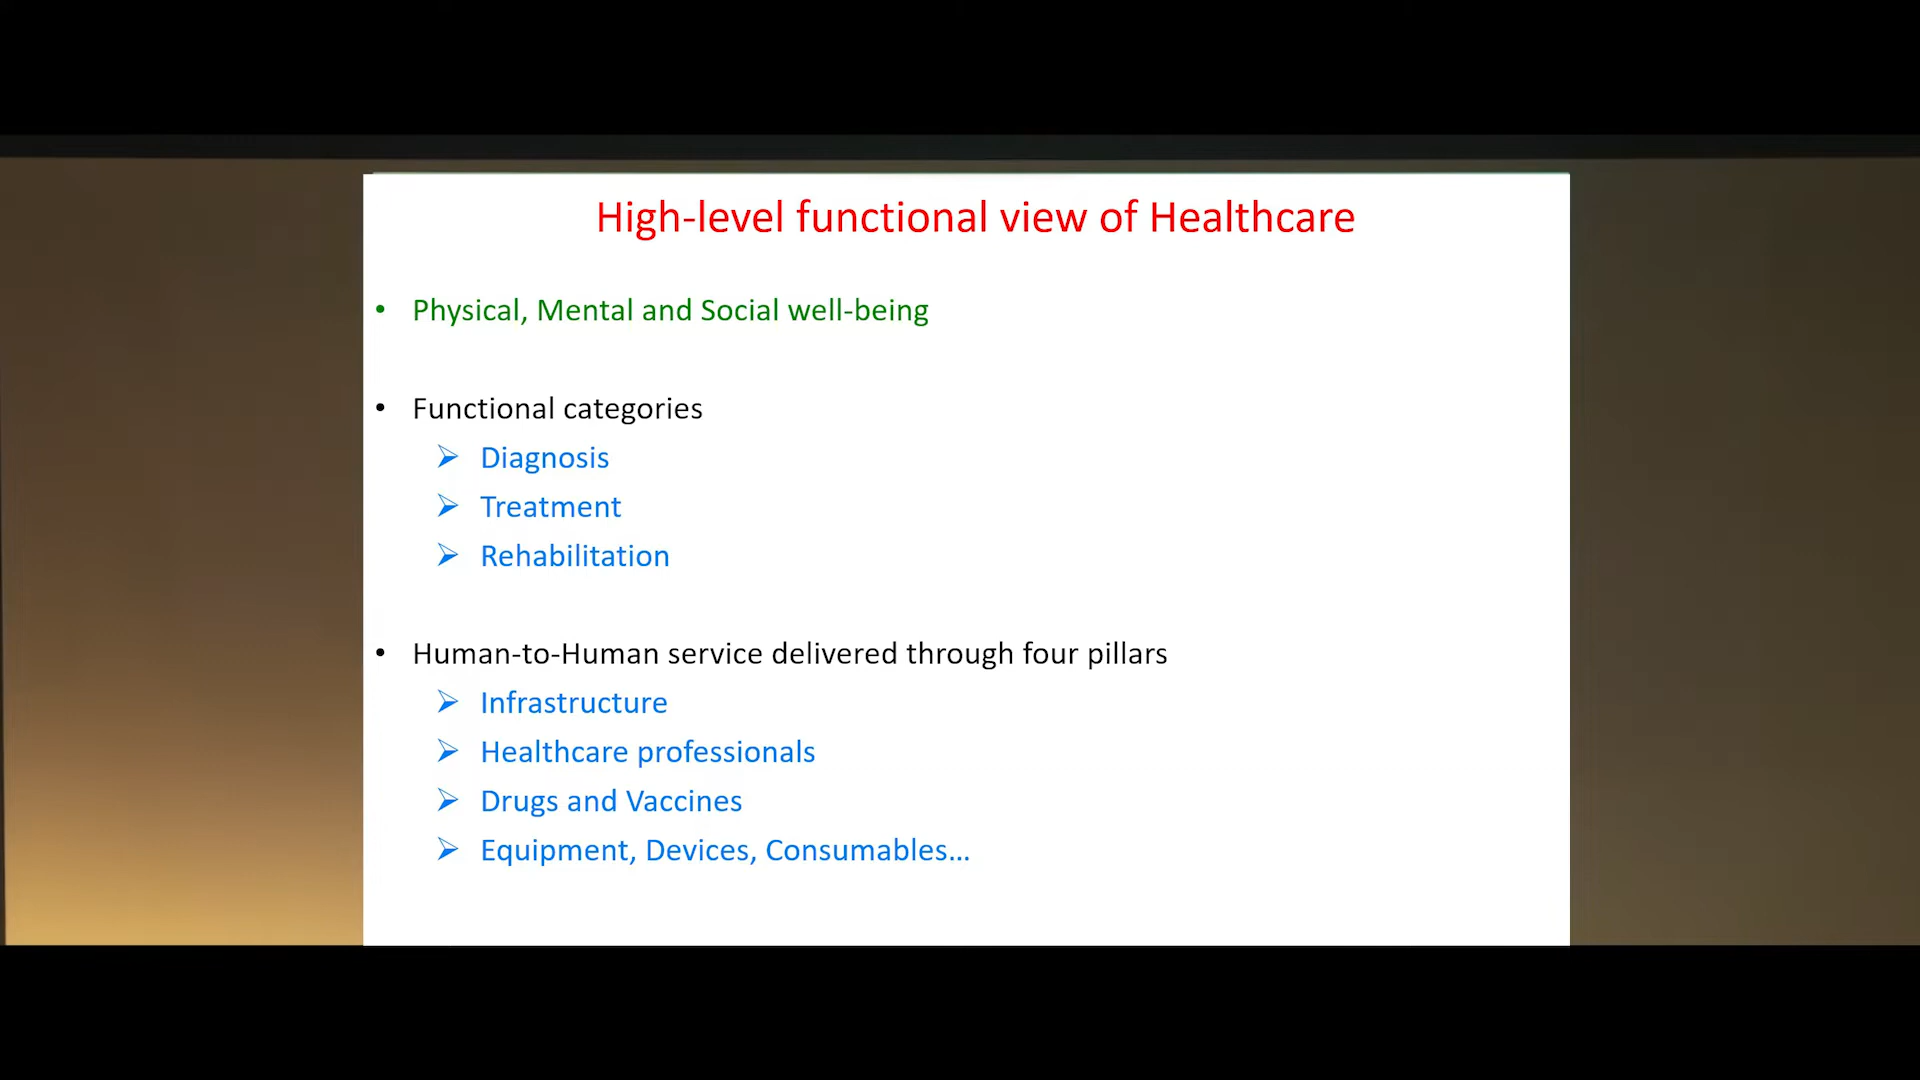 High-level functional view of Healthcare
• Physical, Mental and Social well-being
• Functional categories
➢ Diagnosis
➢ Treatment
➢ Rehabilitation
• Human-to-Human service delivered through four pillars
➢ Infrastructure
➢ Healthcare professionals
➢ Drugs and Vaccines
➢ Equipment, Devices, Consumables…